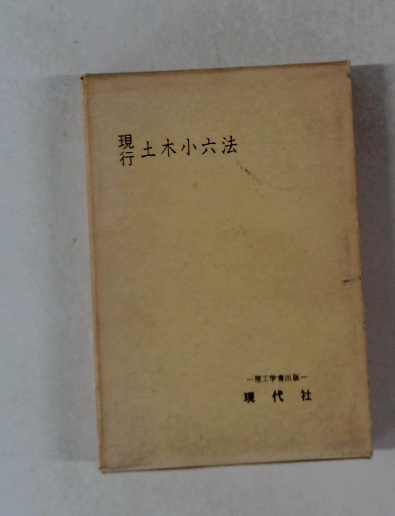 現行 土木小六法
―理工学書出版―
現代社